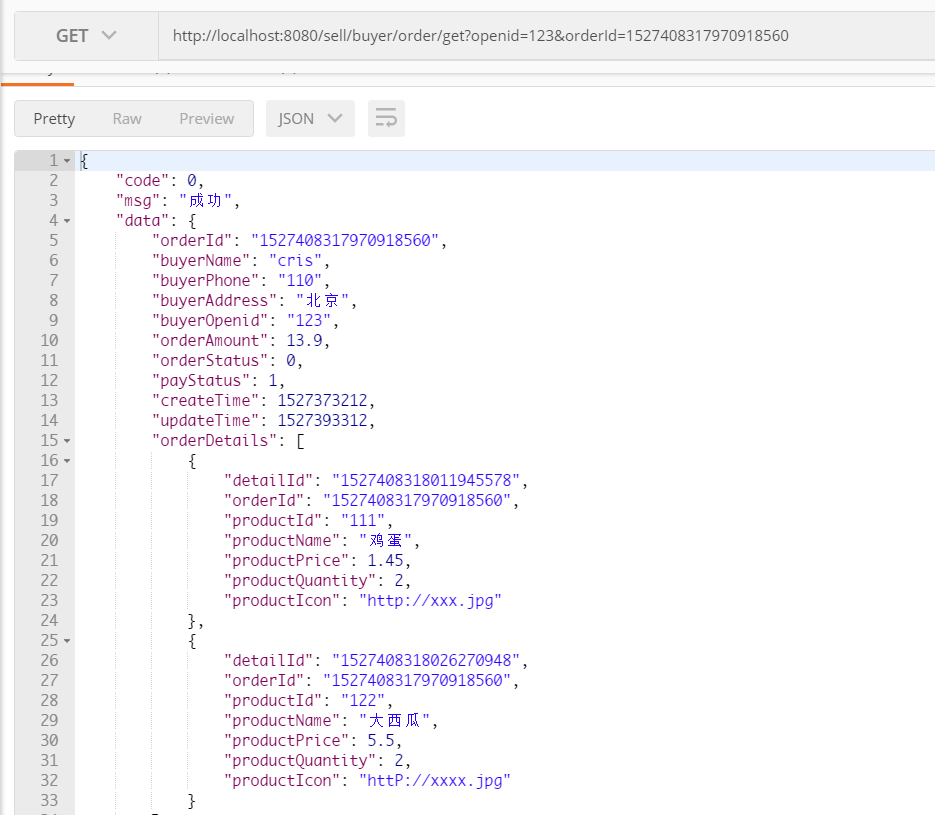 GET http://localhost:8080/sell/buyer/order/get?openid=123&orderId=1527408317970918560
Pretty Raw Preview JSON
1 {
2 "code": 0,
3 "msg": "成功",
4 "data": {
5 "orderId": "1527408317970918560",
6 "buyerName": "cris",
7 "buyerPhone": "110",
8 "buyerAddress": "北京",
9 "buyerOpenid": "123",
10 "orderAmount": 13.9,
11 "orderStatus": 0,
12 "payStatus": 1,
13 "createTime": 1527373212,
14 "updateTime": 1527393312,
15 "orderDetails": [
16 {
17 "detailId": "1527408318011945578",
18 "orderId": "1527408317970918560",
19 "productId": "111",
20 "productName": "鸡蛋",
21 "productPrice": 1.45,
22 "productQuantity": 2,
23 "productIcon": "http://xxx.jpg"
24 },
25 {
26 "detailId": "1527408318026270948",
27 "orderId": "1527408317970918560",
28 "productId": "122",
29 "productName": "大西瓜",
30 "productPrice": 5.5,
31 "productQuantity": 2,
32 "productIcon": "httP://xxxx.jpg"
33 }